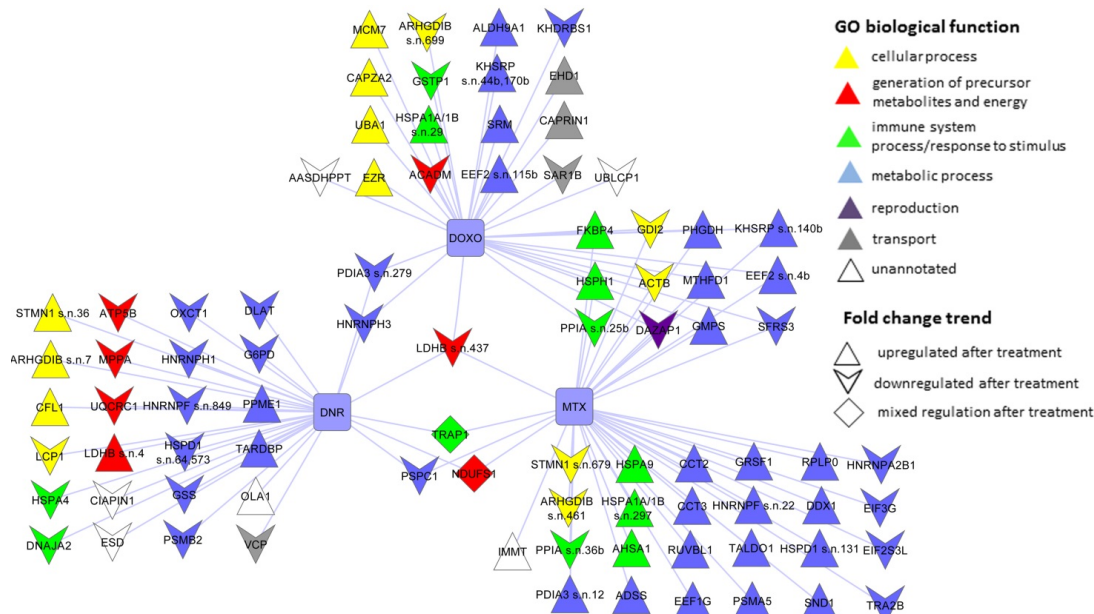 MCM7
ARHGDIB
s.n.699
ALDH9A1
KHDRBS1
CAPZA2
GSTP1
KHSRP
s.n.44b,170b
EHD1
UBA1
HSPA1A/1B
s.n.29
SRM
CAPRIN1
AASDHPPT
EZR
ACADM
EEF2 s.n.115b
SAR1B
UBLCP1
DOXO
FKBP4
GDI2
PHGDH
KHSRP s.n.140b
PDIA3 s.n.279
HSPH1
ACTB
MTHFD1
EEF2 s.n.4b
HNRNPH3
PPIA s.n.25b
DAZAP1
GMPS
SFRS3
LDHB s.n.437
STMN1 s.n.36
ATP5B
OXCT1
DLAT
ARHGDIB s.n.7
MPPA
HNRNPH1
G6PD
CFL1
UQCRC1
HNRNPF s.n.849
PPME1
LCP1
LDHB s.n.4
HSPD1
s.n.64,573
TARDBP
HSPA4
CIAPIN1
GSS
OLA1
DNAJA2
ESD
PSMB2
VCP
DNR
MTX
TRAP1
PSPC1
NDUFS1
STMN1 s.n.679
HSPA9
CCT2
GRSF1
RPLP0
HNRNPA2B1
ARHGDIB
s.n.461
HSPA1A/1B
s.n.297
CCT3
HNRNPF s.n.22
DDX1
EIF3G
IMMT
PPIA s.n.36b
AHSA1
RUVBL1
TALDO1
HSPD1 s.n.131
EIF2S3L
PDIA3 s.n.12
ADSS
EEF1G
PSMA5
SND1
TRA2B
GO biological function
cellular process
generation of precursor
metabolites and energy
immune system
process/response to stimulus
metabolic process
reproduction
transport
unannotated
Fold change trend
upregulated after treatment
downregulated after treatment
mixed regulation after treatment